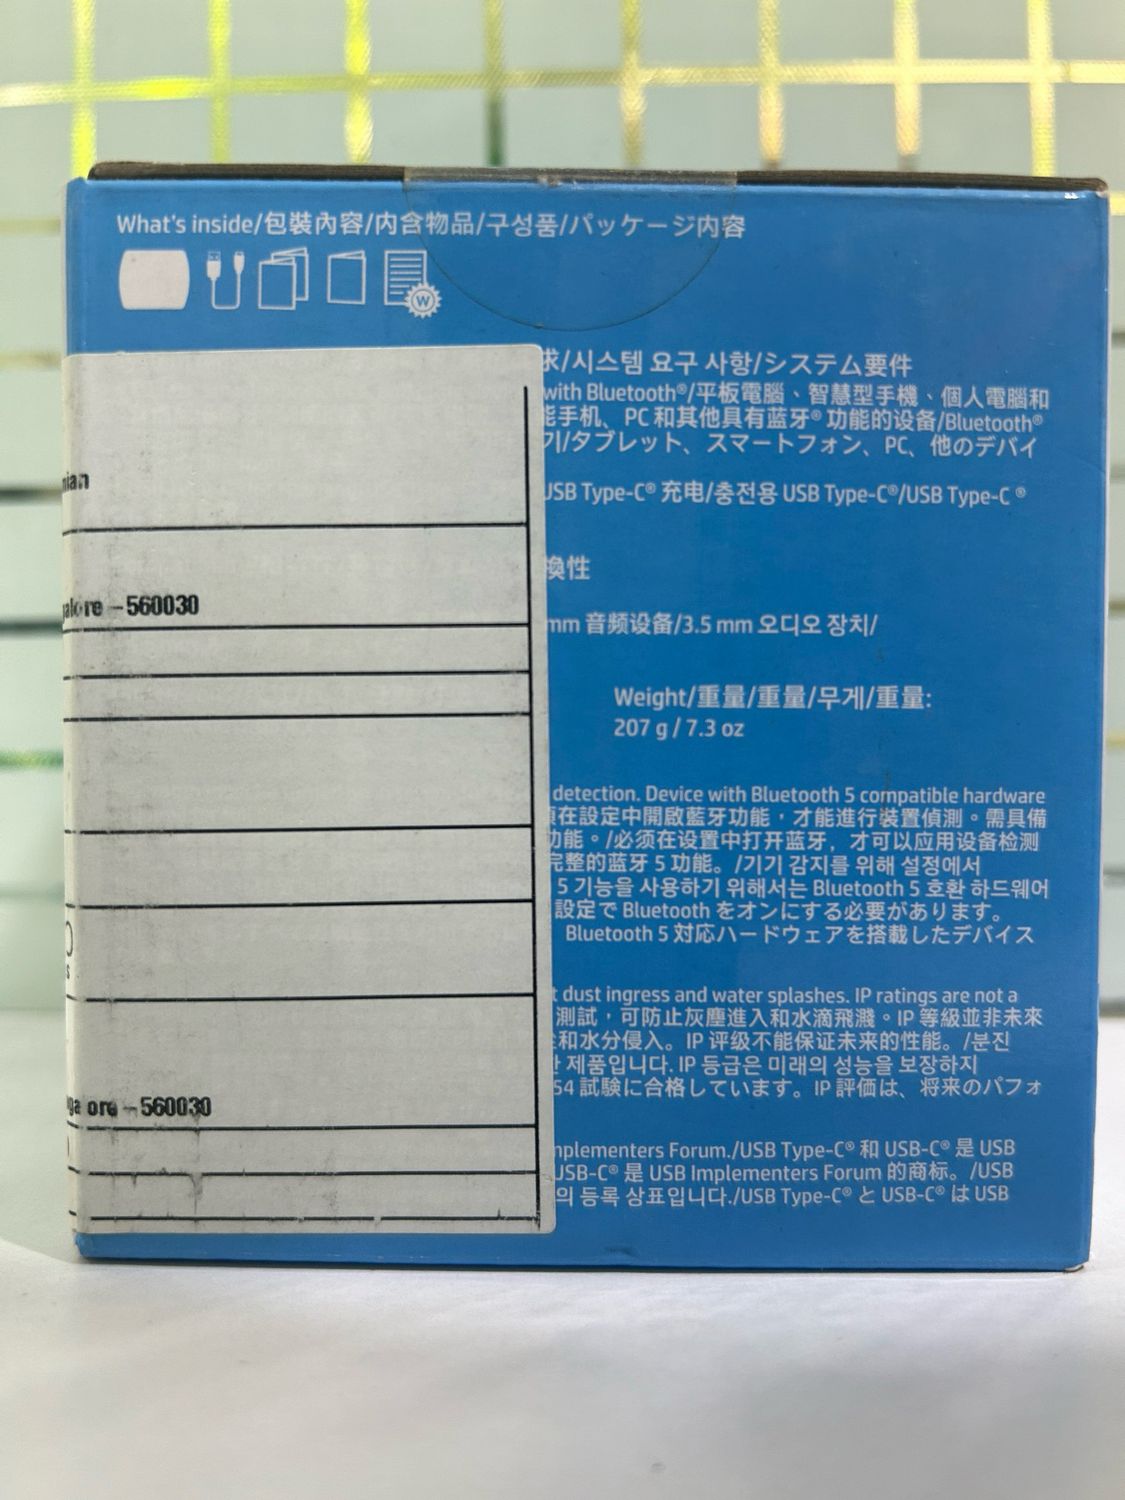 What's inside/包裝內容/内含物品/구성품/パッケージ内容
W
求/시스템 요구 사항/システム要件
with Bluetooth®/平板電腦、智慧型手機、個人電腦和
能手机、PC 和其他具有蓝牙® 功能的设备/Bluetooth®
기/タブレット、スマートフォン、PC、他のデバイ
USB Type-C® 充电/충전용 USB Type-C®/USB Type-C ®
換性
mm 音频设备/3.5 mm 오디오 장치/
Weight/重量/重量/무게/重量:
207 g / 7.3 oz
detection. Device with Bluetooth 5 compatible hardware
須在設定中開啟藍牙功能，才能進行裝置偵測。需具備
功能。/必须在设置中打开蓝牙，才可以应用设备检测
完整的蓝牙 5 功能。/기기 감지를 위해 설정에서
5 기능을 사용하기 위해서는 Bluetooth 5 호환 하드웨어
設定で Bluetooth をオンにする必要があります。
Bluetooth 5 対応ハードウェアを搭載したデバイス
t dust ingress and water splashes. IP ratings are not a
測試，可防止灰塵進入和水滴飛濺。IP 等級並非未來
和水分侵入。IP 评级不能保证未来的性能。/분진
제품입니다. IP 등급은 미래의 성능을 보장하지
54 試験に合格しています。IP 評価は、将来のパフォ
mplementers Forum./USB Type-C® 和 USB-C® 是 USB
USB-C® 是 USB Implementers Forum 的商标。/USB
의 등록 상표입니다./USB Type-C® と USB-C® は USB
nian
galore – 560030
s
ga ore – 560030